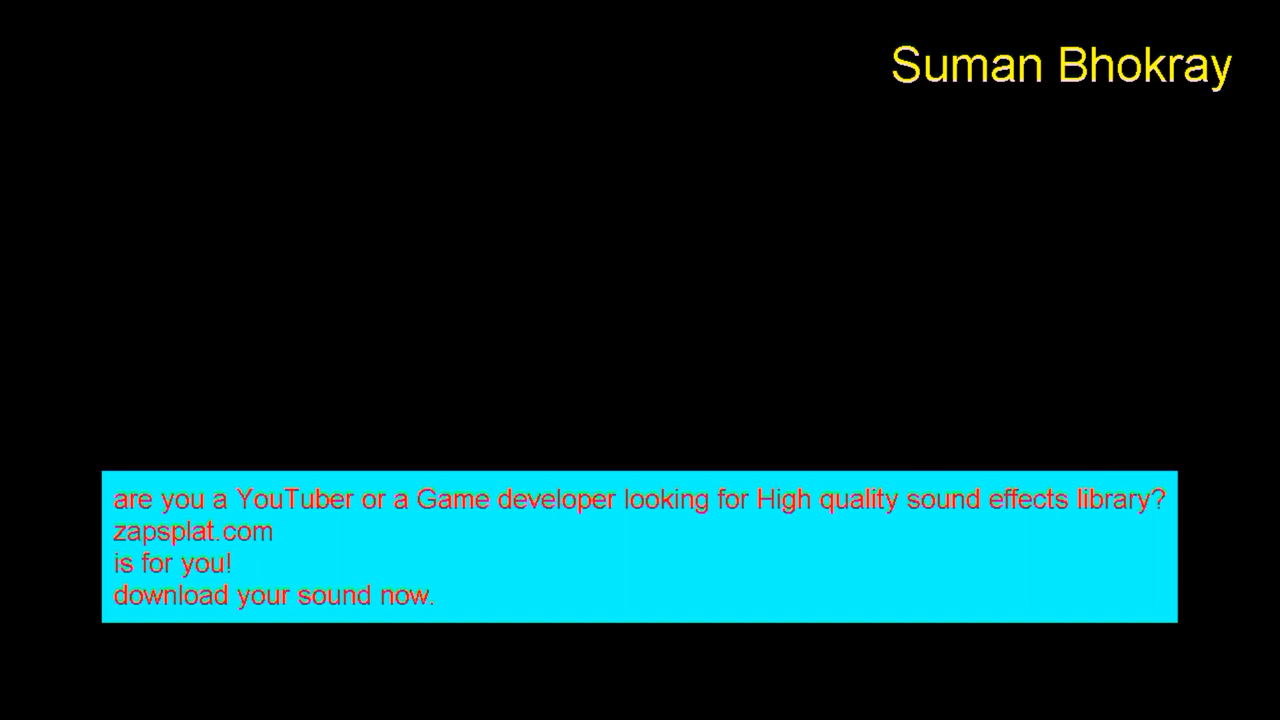 Suman Bhokray
are you a YouTuber or a Game developer looking for High quality sound effects library?
zapsplat.com
is for you!
download your sound now.